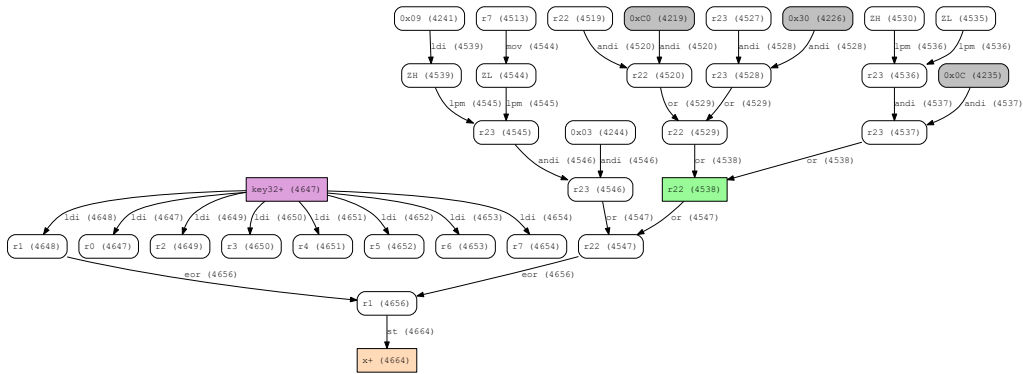 0x09 (4241) r7 (4513) r22 (4519) 0xC0 (4219) r23 (4527) 0x30 (4226) ZH (4530) ZL (4535)
ldi (4539) mov (4544) andi (4520) andi (4520) andi (4528) andi (4528) lpm (4536) lpm (4536)
ZH (4539) ZL (4544) r22 (4520) r23 (4528) r23 (4536) 0x0C (4235)
lpm (4545) lpm (4545) or (4529) or (4529) andi (4537) andi (4537)
r23 (4545) 0x03 (4244) r22 (4529) r23 (4537)
andi (4546) andi (4546) or (4538) or (4538)
key32+ (4647) r23 (4546) r22 (4538)
ldi (4648) ldi (4647) ldi (4649) ldi (4650) ldi (4651) ldi (4652) ldi (4653) ldi (4654) or (4547) or (4547)
r1 (4648) r0 (4647) r2 (4649) r3 (4650) r4 (4651) r5 (4652) r6 (4653) r7 (4654) r22 (4547)
eor (4656) eor (4656)
r1 (4656)
st (4664)
x+ (4664)